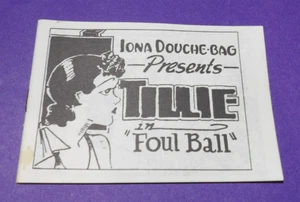 IONA DOUCHE-BAG
—Presents—
TILLIE
in
"FOUL BALL"